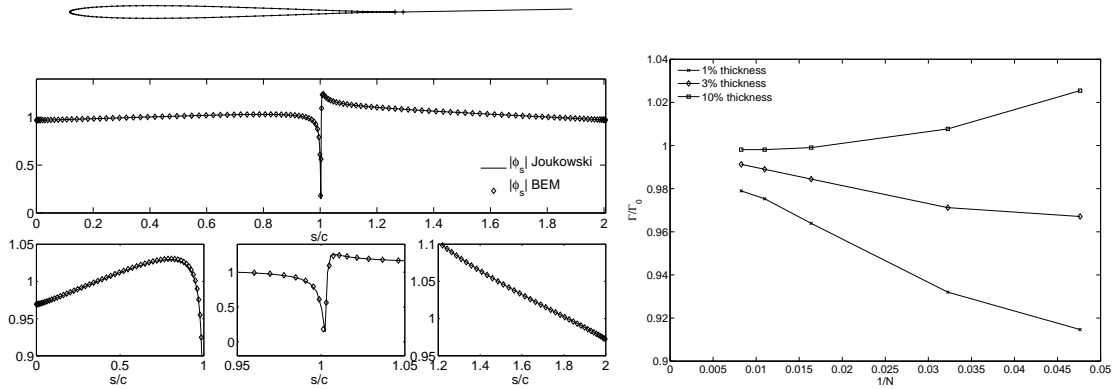 1
0.5
0
|ϕs| Joukowski
|ϕs| BEM
0 0.2 0.4 0.6 0.8 1 1.2 1.4 1.6 1.8 2
s/c
1.05
1
0.95
0.9
0 0.5 1
s/c
1
0.5
0
0.95 1 1.05
s/c
1.1
1.05
1
0.95
1.2 1.4 1.6 1.8 2
s/c
1.04
1.02
1
0.98
0.96
0.94
0.92
0.9
Γ/Γ0
1% thickness
3% thickness
10% thickness
0 0.005 0.01 0.015 0.02 0.025 0.03 0.035 0.04 0.045 0.05
1/N